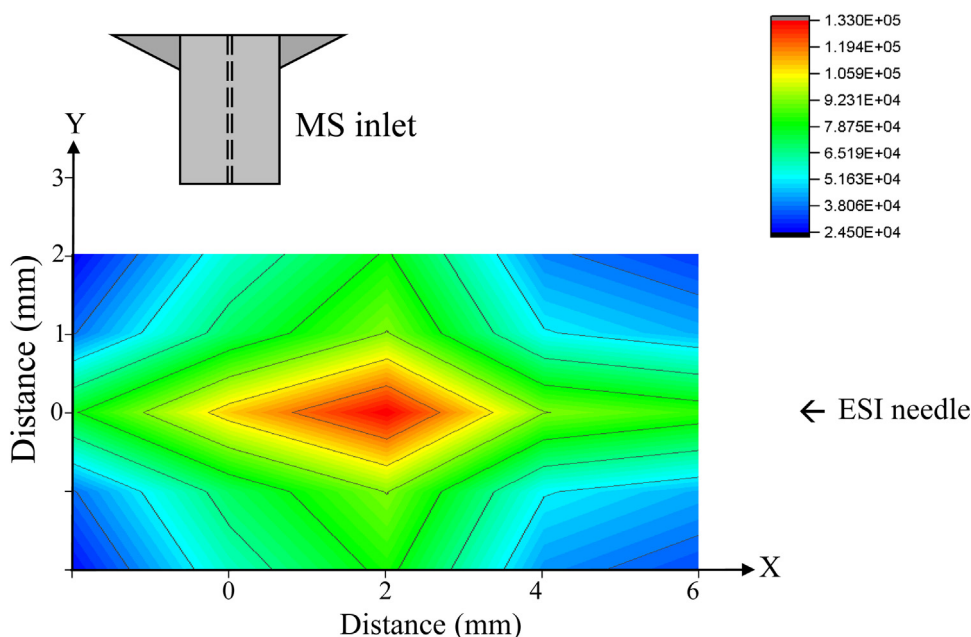 1.330E+05
1.194E+05
1.059E+05
9.231E+04
7.875E+04
6.519E+04
5.163E+04
3.806E+04
2.450E+04
MS inlet
Y
3
2
1
0
Distance (mm)
← ESI needle
X
0 2 4 6
Distance (mm)